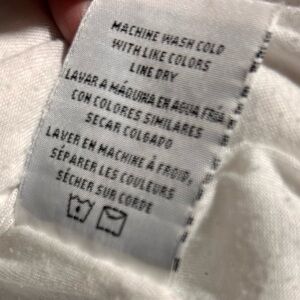 MACHINE WASH COLD
WITH LIKE COLORS
LINE DRY
LAVAR A MÁQUINA EN AGUA FRÍA
CON COLORES SIMILARES
SECAR COLGADO
LAVER EN MACHINE À FROID,
SÉPARER LES COULEURS
SÉCHER SUR CORDE